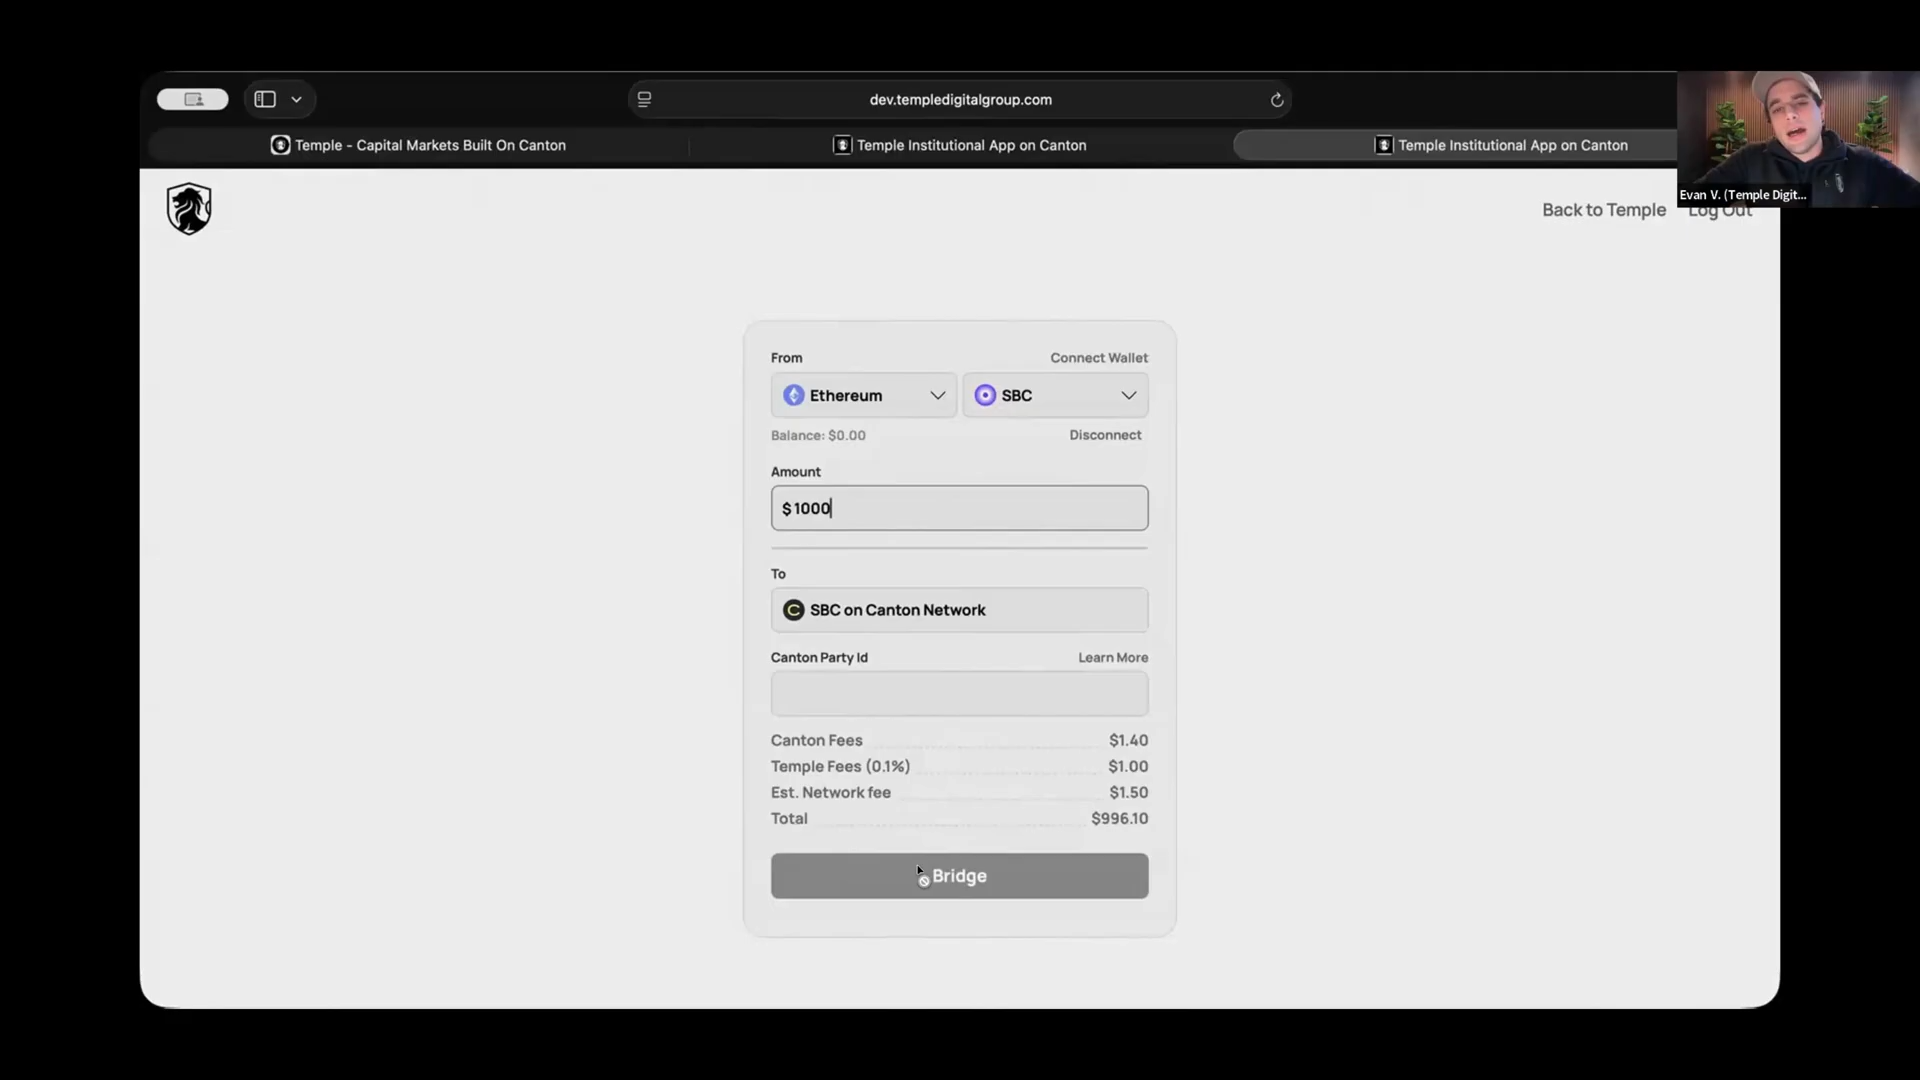 dev.templedigitalgroup.com
Temple - Capital Markets Built On Canton
Temple Institutional App on Canton
Temple Institutional App on Canton
Evan V. (Temple Digit...
Back to Temple
Log Out
From
Connect Wallet
Ethereum
SBC
Balance: $0.00
Disconnect
Amount
$ 1000
To
SBC on Canton Network
Canton Party Id
Learn More
Canton Fees $1.40
Temple Fees (0.1%) $1.00
Est. Network fee $1.50
Total $996.10
Bridge